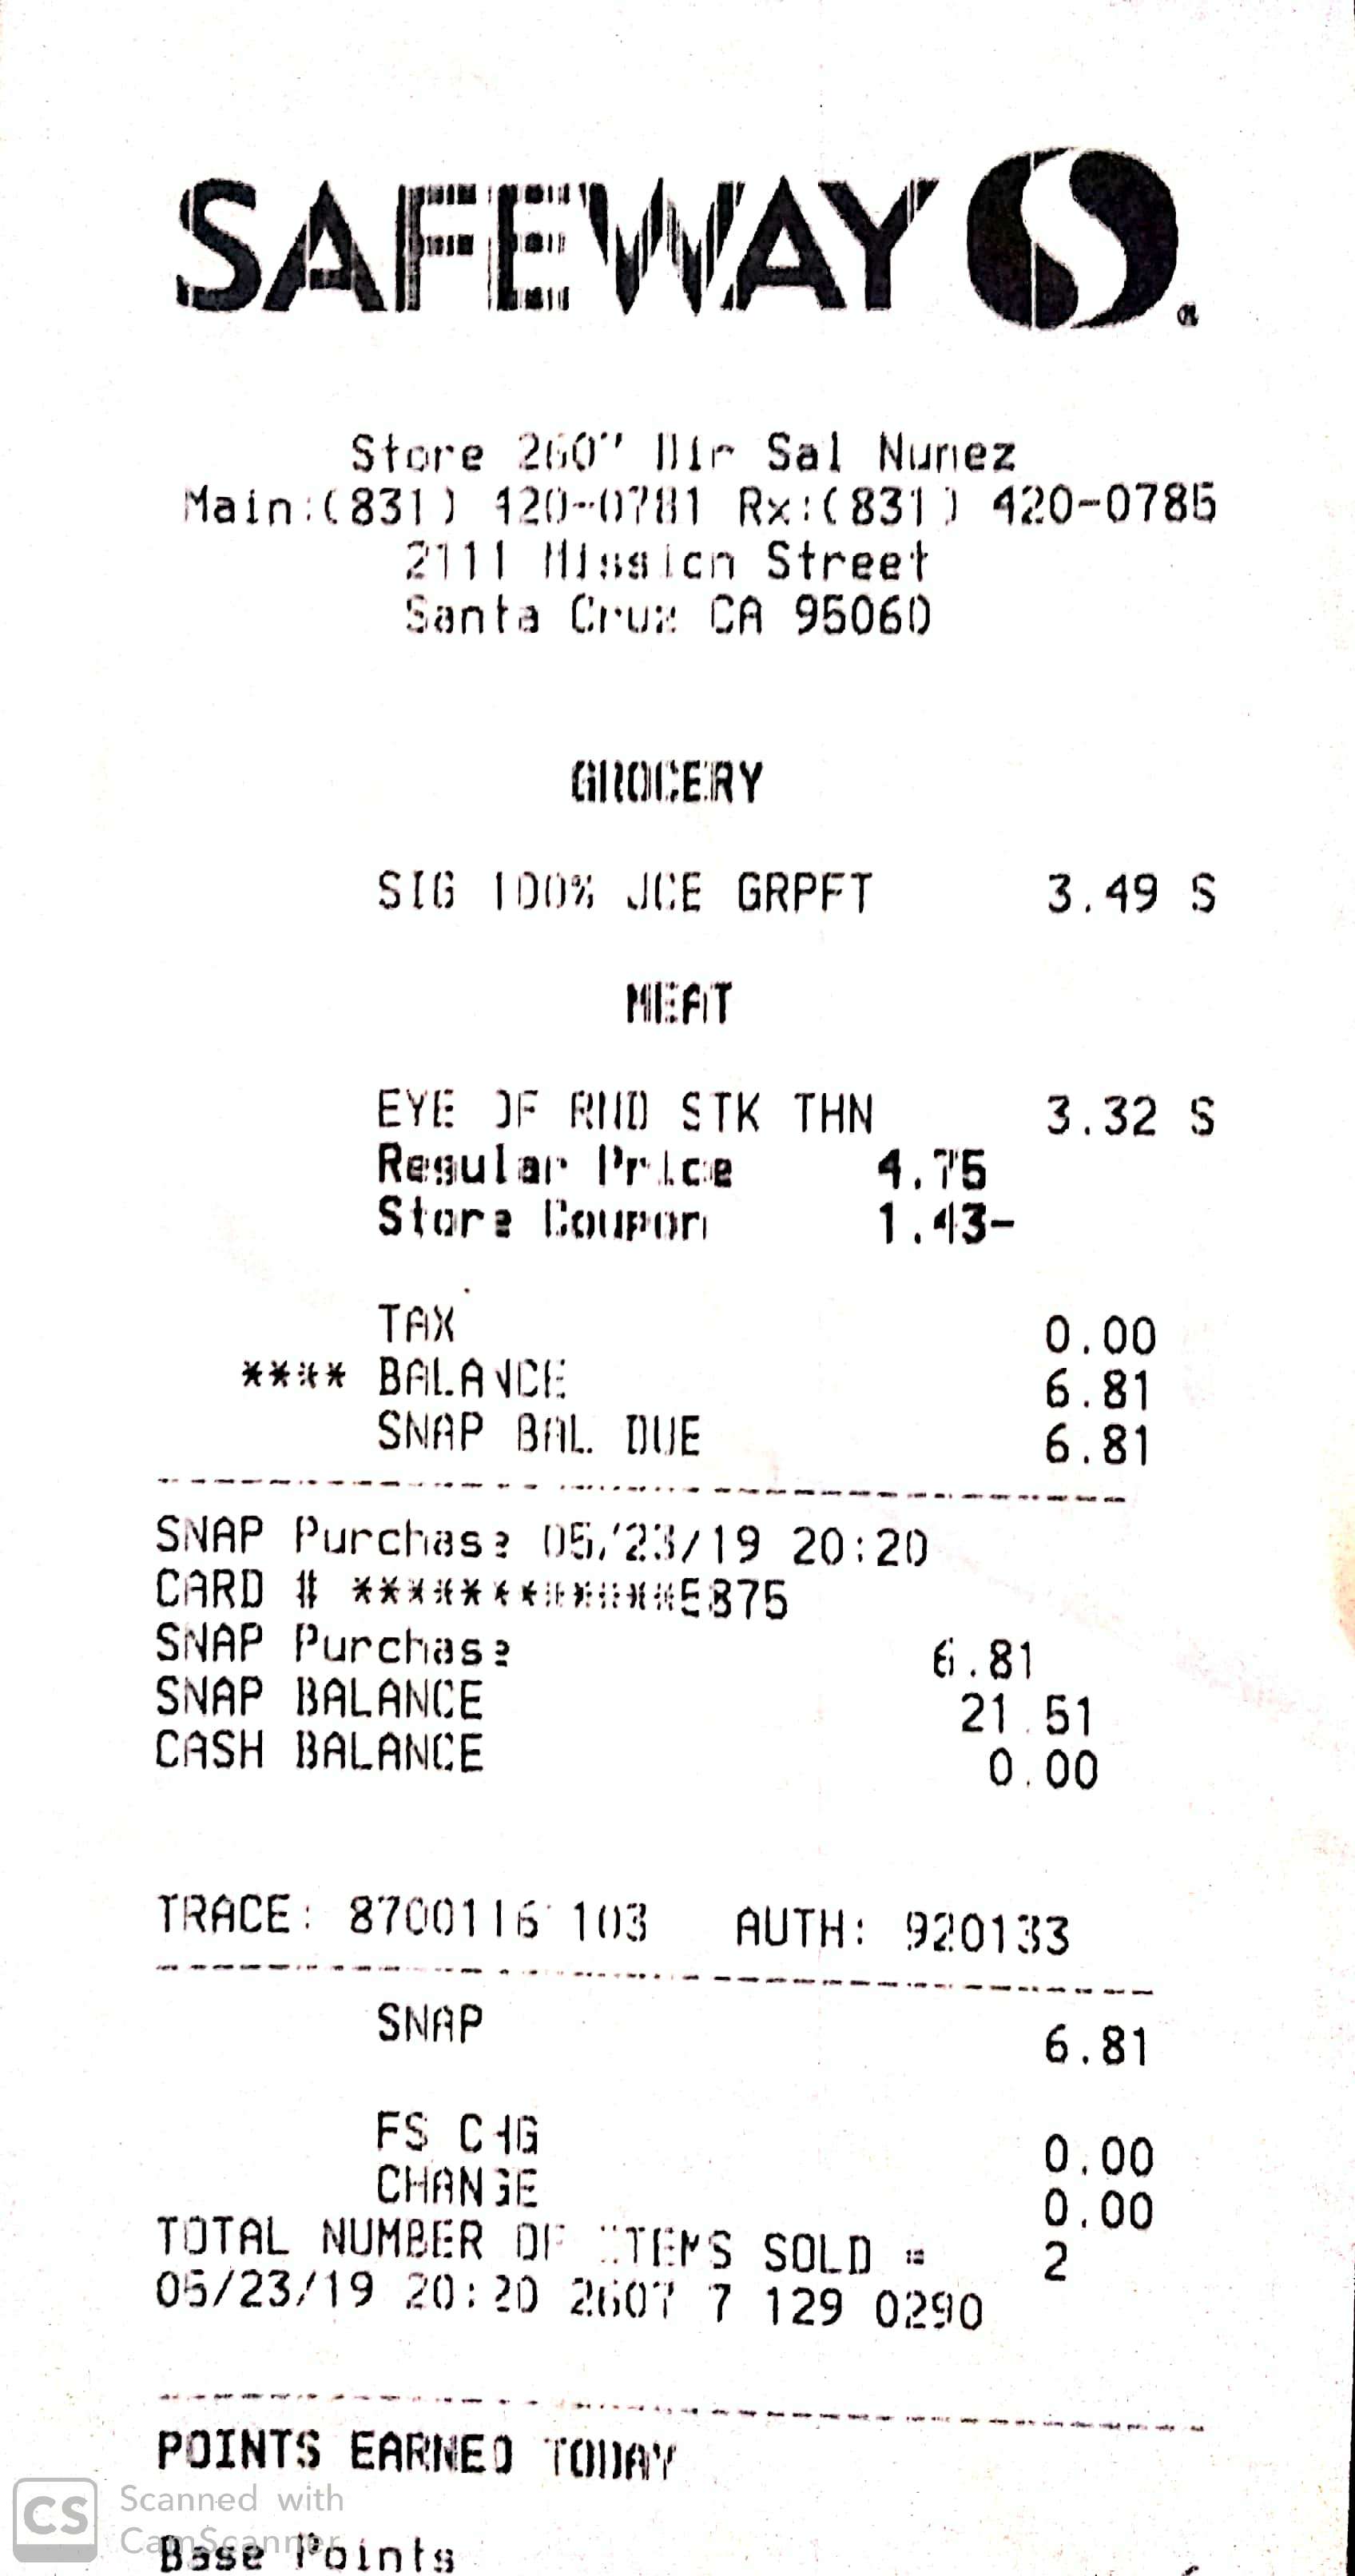 SAFEWAY
Store 2607 Dir Sal Nunez
Main:(831) 420-0781 Rx:(831) 420-0785
2111 Mission Street
Santa Cruz CA 95060
GROCERY
SIG 100% JCE GRPFT 3.49 S
MEAT
EYE OF RND STK THN 3.32 S
Regular Price 4.75
Store Coupon 1.43-
TAX 0.00
**** BALANCE 6.81
SNAP BAL DUE 6.81
SNAP Purchase 05/23/19 20:20
CARD # ************5875
SNAP Purchase 6.81
SNAP BALANCE 21.51
CASH BALANCE 0.00
TRACE: AUTH: 920133
SNAP 6.81
FS CHG 0.00
CHANGE 0.00
TOTAL NUMBER OF ITEMS SOLD = 2
05/23/19 20:20 2607 7 129 0290
POINTS EARNED TODAY
Base Points
CS Scanned with
CamScanner